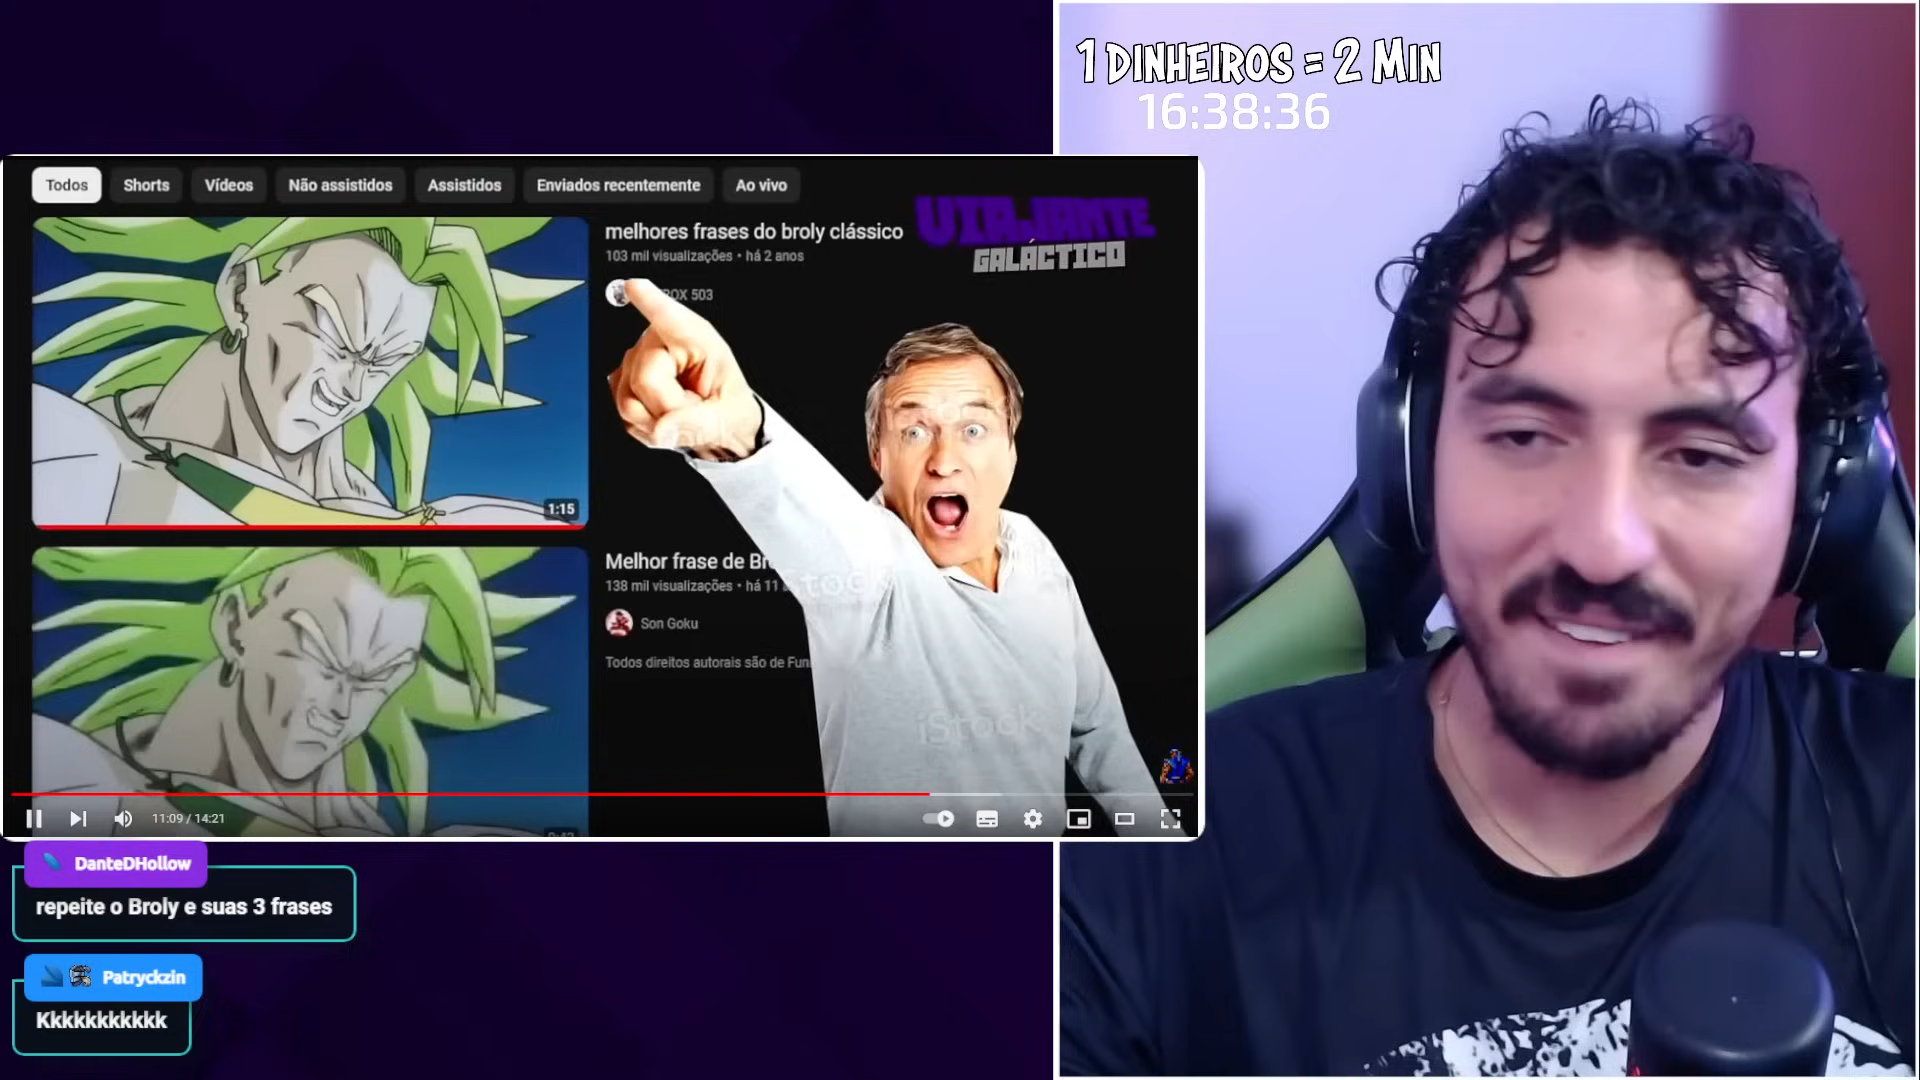 1 DINHEIROS = 2 MIN
16:38:36
Todos
Shorts
Vídeos
Não assistidos
Assistidos
Enviados recentemente
Ao vivo
melhores frases do broly clássico
103 mil visualizações • há 2 anos
OX 503
VIAJANTE
GALÁCTICO
1:15
Melhor frase de Br
138 mil visualizações • há 11
Son Goku
Todos direitos autorais são de Fun
iStock
11:09 / 14:21
DanteDHollow
repeite o Broly e suas 3 frases
Patryckzin
Kkkkkkkkkkk